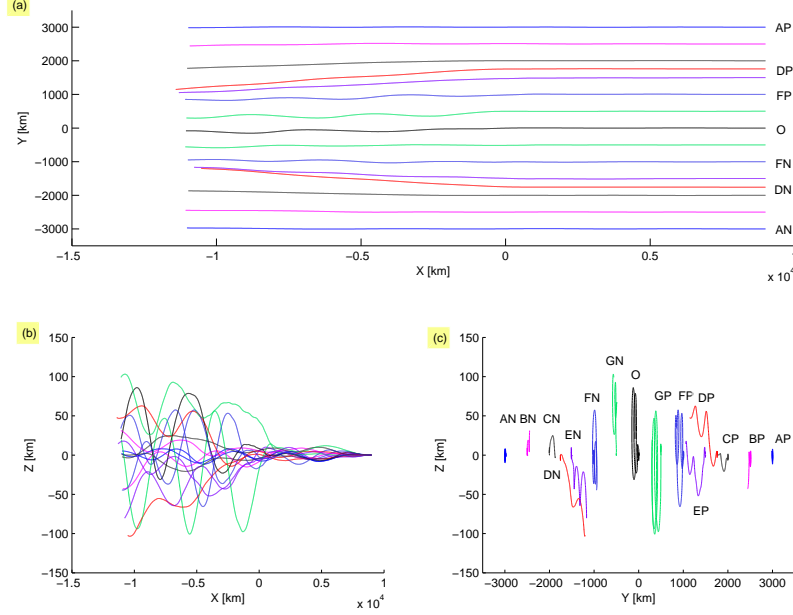 (a)
3000
2000
1000
0
−1000
−2000
−3000
Y [km]
AP
DP
FP
O
FN
DN
AN
−1.5
−1
−0.5
0
0.5
X [km]
x 10⁴
(b)
150
100
50
0
−50
−100
−150
Z [km]
−1.5
−1
−0.5
0
0.5
1
X [km]
x 10⁴
(c)
150
100
50
0
−50
−100
−150
Z [km]
GN
O
AN
BN
CN
FN
GP
FP
DP
EN
CP
BP
AP
DN
EP
−3000
−2000
−1000
0
1000
2000
3000
Y [km]